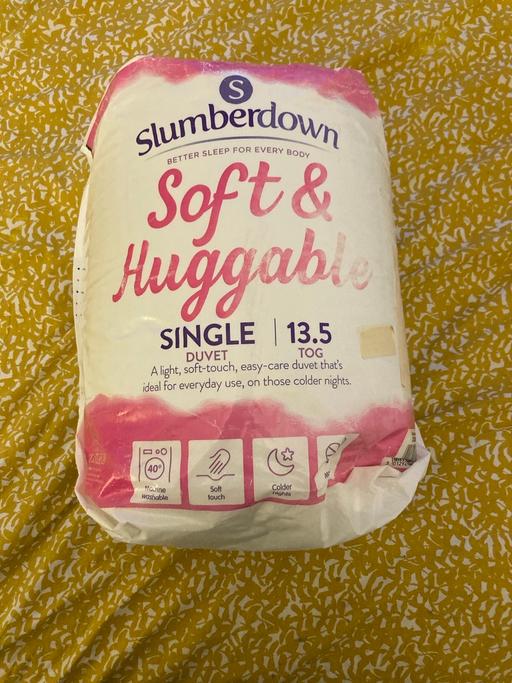 S
Slumberdown
BETTER SLEEP FOR EVERY BODY
Soft &
Huggable
SINGLE | 13.5
DUVET TOG
A light, soft-touch, easy-care duvet that's
ideal for everyday use, on those colder nights.
40°
Machine
washable
Soft
touch
Colder
nights